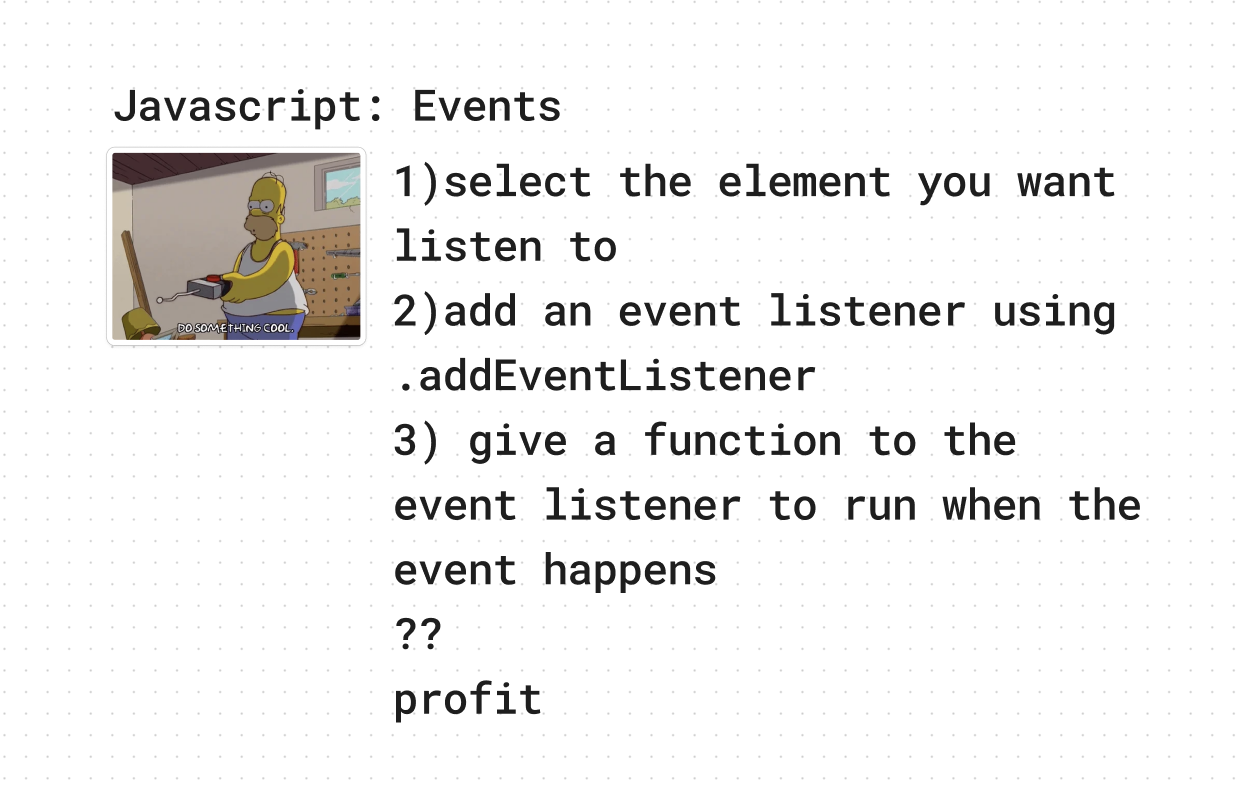 Javascript: Events
DO SOMETHING COOL.
1)select the element you want
listen to
2)add an event listener using
.addEventListener
3) give a function to the
event listener to run when the
event happens
??
profit